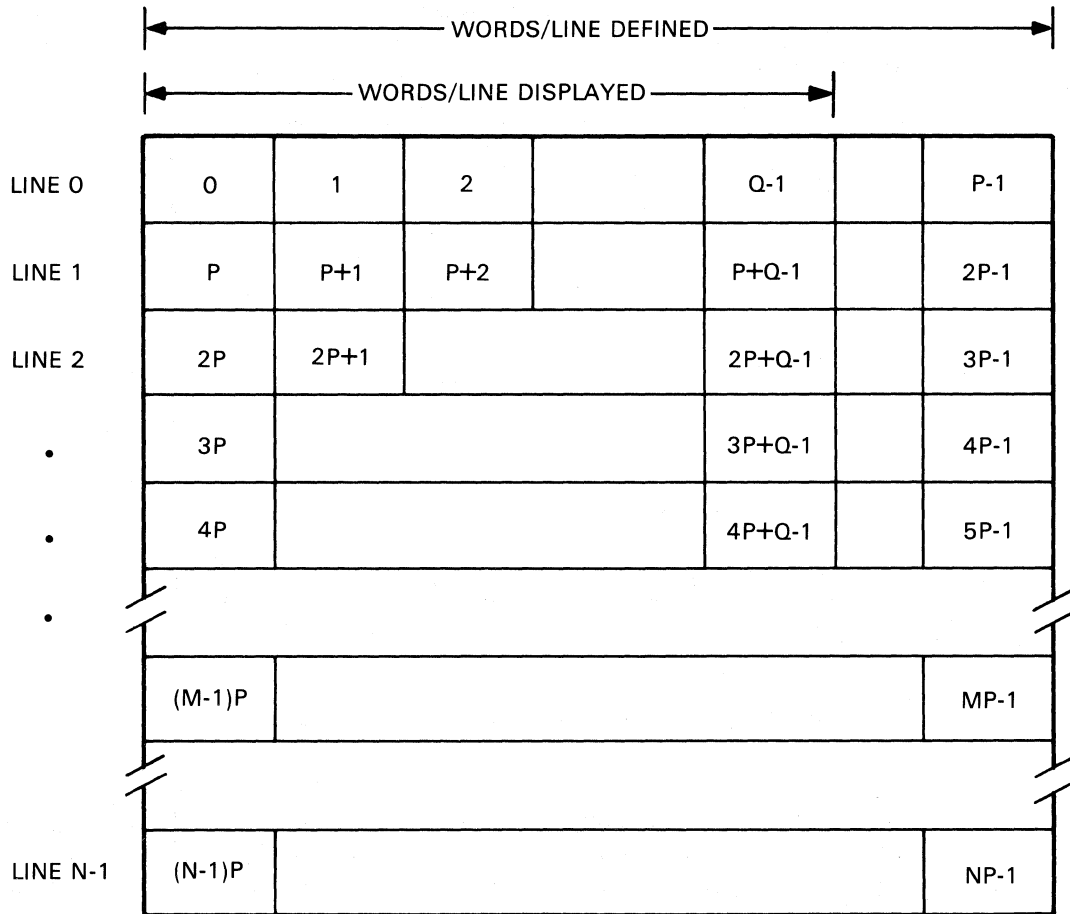 WORDS/LINE DEFINED
WORDS/LINE DISPLAYED
LINE 0 0 1 2 Q-1 P-1
LINE 1 P P+1 P+2 P+Q-1 2P-1
LINE 2 2P 2P+1 2P+Q-1 3P-1
3P 3P+Q-1 4P-1
4P 4P+Q-1 5P-1
(M-1)P MP-1
LINE N-1 (N-1)P NP-1